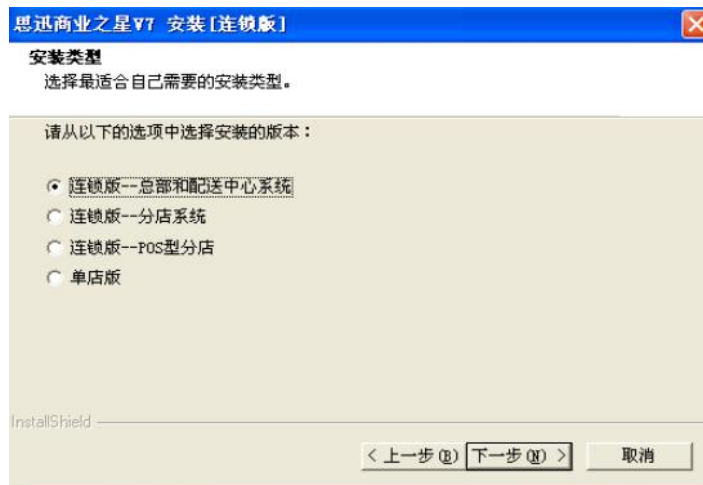 思迅商业之星V7 安装[连锁版]
安装类型
选择最适合自己需要的安装类型。
请从以下的选项中选择安装的版本：
连锁版--总部和配送中心系统
连锁版--分店系统
连锁版--POS型分店
单店版
InstallShield
< 上一步(B) 下一步(N) > 取消